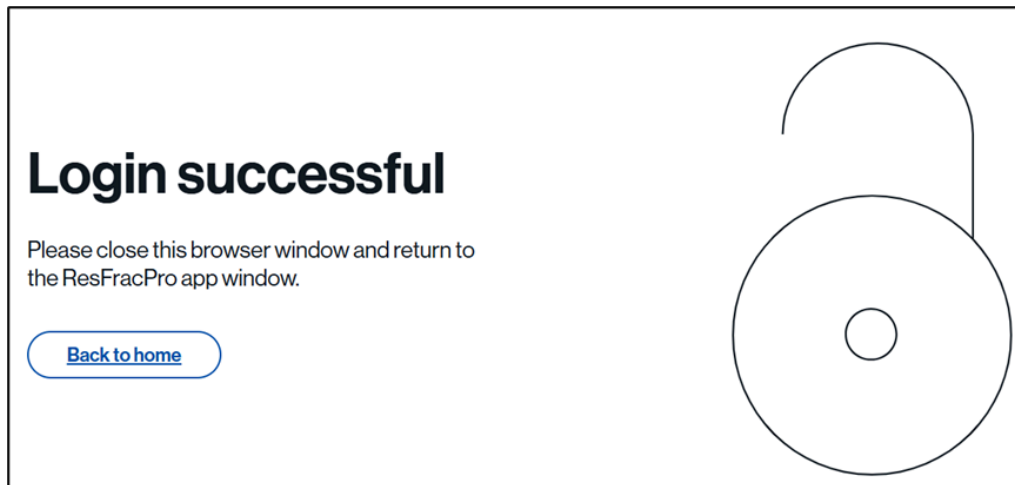 Login successful
Please close this browser window and return to
the ResFracPro app window.
Back to home